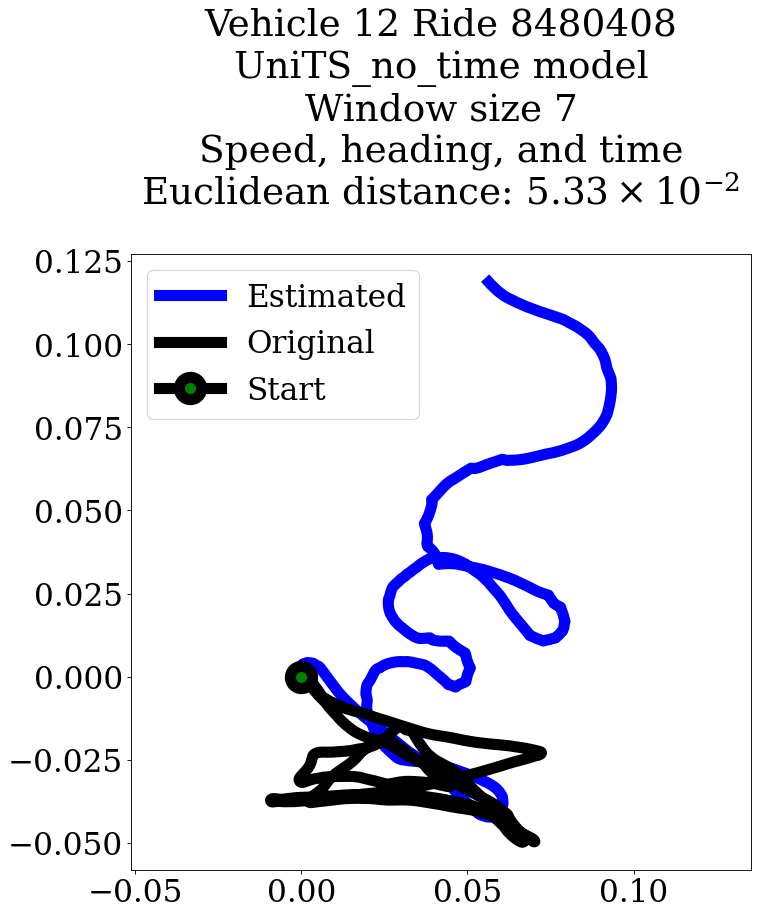 Vehicle 12 Ride 8480408
UniTS_no_time model
Window size 7
Speed, heading, and time
Euclidean distance: 5.33 × 10⁻²
0.125
0.100
0.075
0.050
0.025
0.000
−0.025
−0.050
Estimated
Original
Start
−0.05 0.00 0.05 0.10